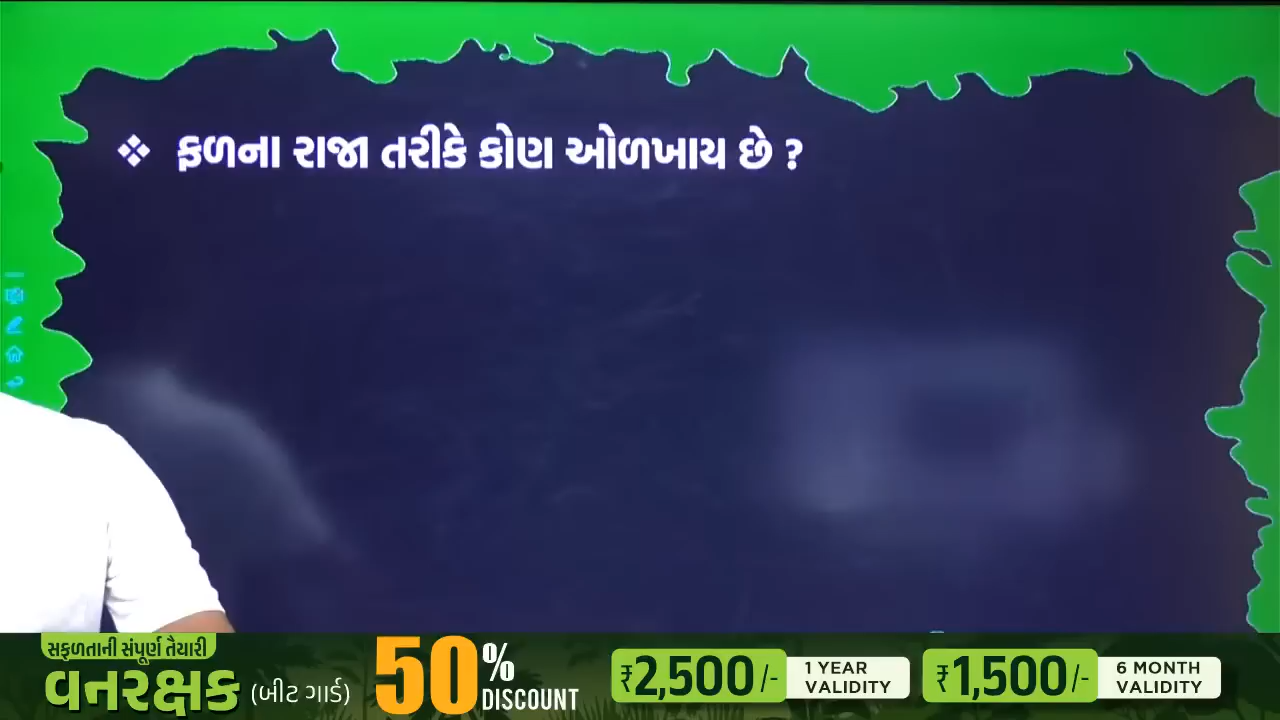 ❖ ફળના રાજા તરીકે કોણ ઓળખાય છે ?
સફળતાની સંપૂર્ણ તૈયારી
વનરક્ષક (બીટ ગાર્ડ)
50% DISCOUNT
₹2,500/- 1 YEAR VALIDITY
₹1,500/- 6 MONTH VALIDITY